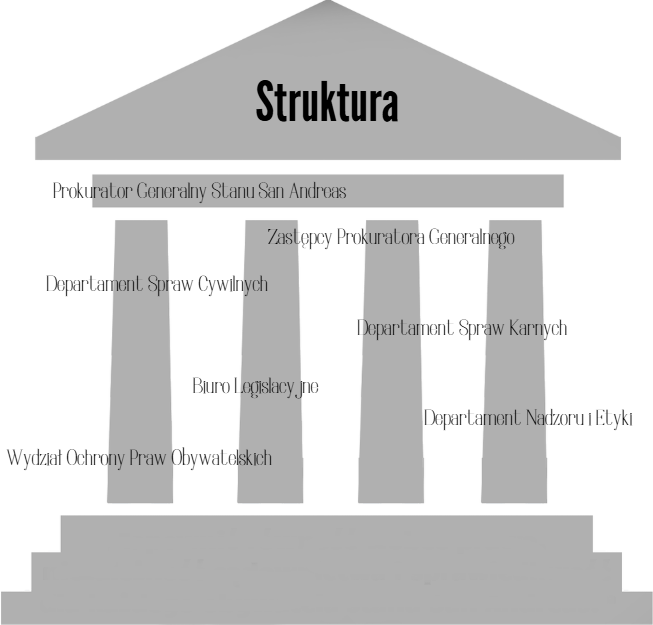 Struktura
Prokurator Generalny Stanu San Andreas
Zastępcy Prokuratora Generalnego
Departament Spraw Cywilnych
Departament Spraw Karnych
Biuro Legislacyjne
Departament Nadzoru i Etyki
Wydział Ochrony Praw Obywatelskich